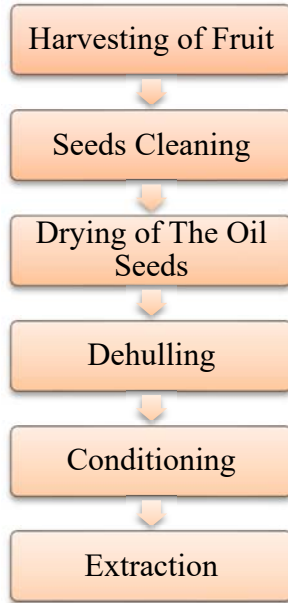 Harvesting of Fruit
Seeds Cleaning
Drying of The Oil
Seeds
Dehulling
Conditioning
Extraction